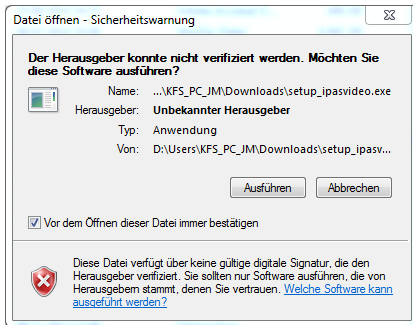 Datei öffnen - Sicherheitswarnung
Der Herausgeber konnte nicht verifiziert werden. Möchten Sie
diese Software ausführen?
Name: ...\KFS_PC_JM\Downloads\setup_ipasvideo.exe
Herausgeber: Unbekannter Herausgeber
Typ: Anwendung
Von: D:\Users\KFS_PC_JM\Downloads\setup_ipasv...
Ausführen Abbrechen
Vor dem Öffnen dieser Datei immer bestätigen
Diese Datei verfügt über keine gültige digitale Signatur, die den
Herausgeber verifiziert. Sie sollten nur Software ausführen, die von
Herausgebern stammt, denen Sie vertrauen. Welche Software kann
ausgeführt werden?